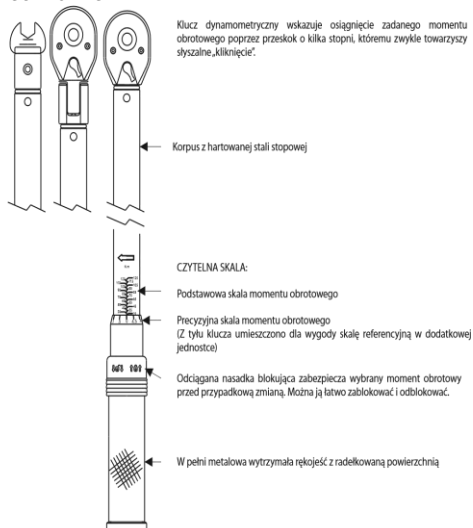 Klucz dynamometryczny wskazuje osiągnięcie zadanego momentu
obrotowego poprzez przeskok o kilka stopni, któremu zwykle towarzyszy
słyszalne „kliknięcie”.
Korpus z hartowanej stali stopowej
CZYTELNA SKALA:
Podstawowa skala momentu obrotowego
Precyzyjna skala momentu obrotowego
(Z tyłu klucza umieszczono dla wygody skalę referencyjną w dodatkowej
jednostce)
Odciągana nasadka blokująca zabezpiecza wybrany moment obrotowy
przed przypadkową zmianą. Można ją łatwo zablokować i odblokować.
W pełni metalowa wytrzymała rękojeść z radełkowaną powierzchnią